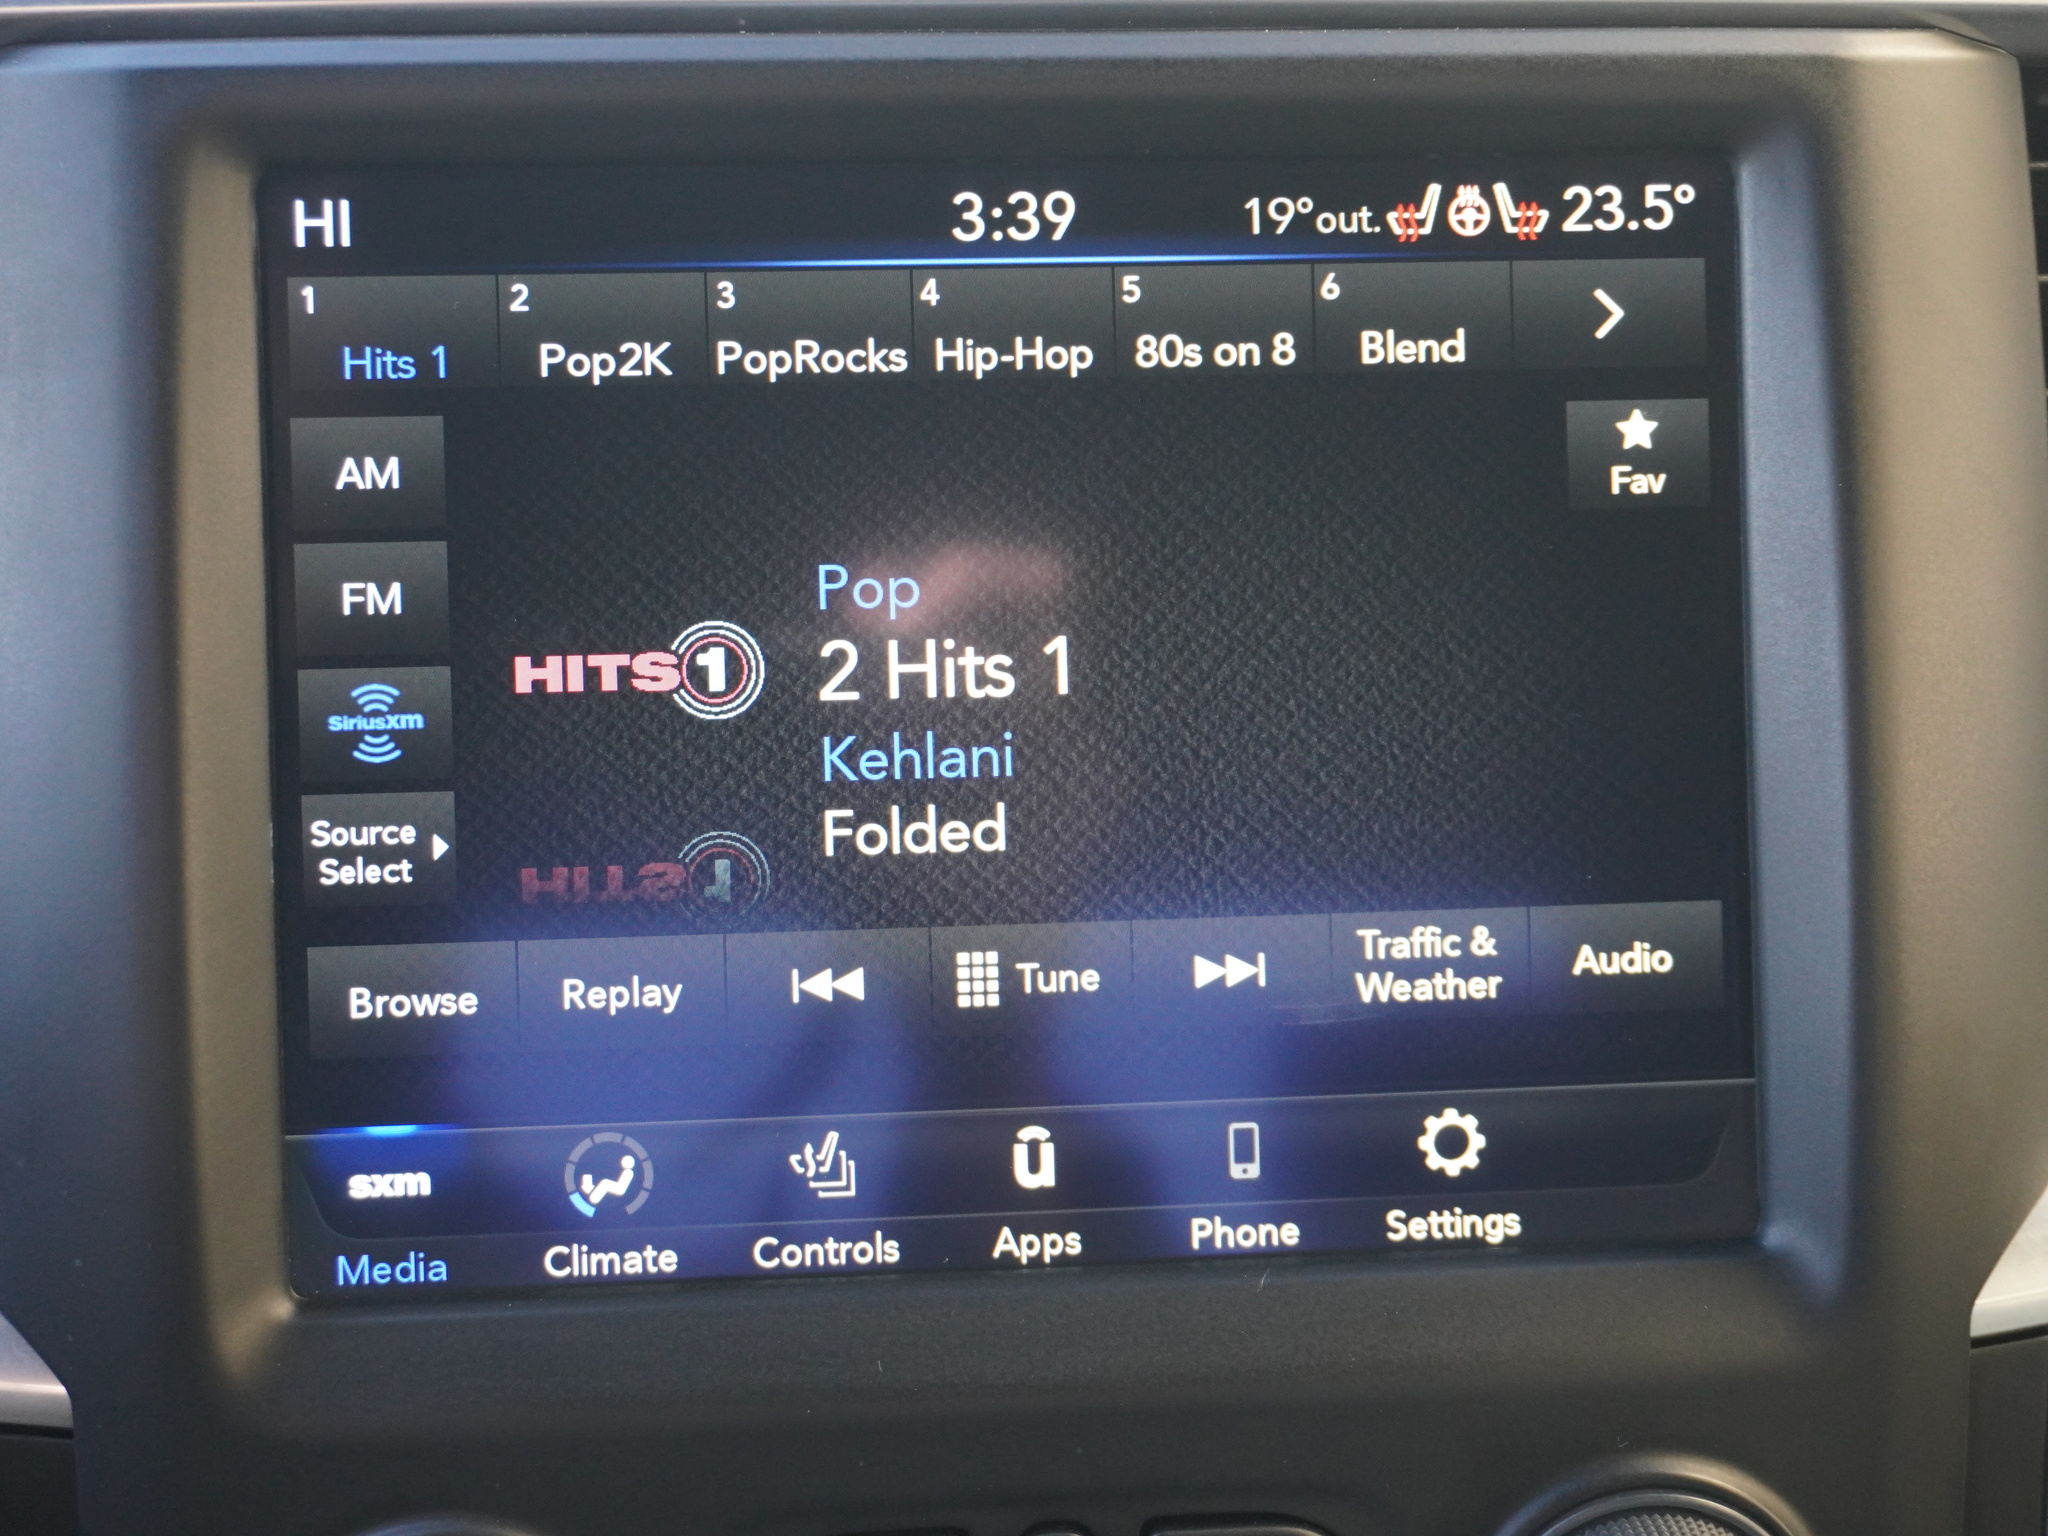 HI 3:39 19°out. 23.5°
1 2 3 4 5 6
Hits 1 Pop2K PopRocks Hip-Hop 80s on 8 Blend
AM
Fav
FM
Pop
HITS 1
2 Hits 1
SiriusXm
Kehlani
Source
Select
Folded
Browse Replay Tune Traffic &
Weather
Audio
sxm
Media Climate Controls Apps Phone Settings